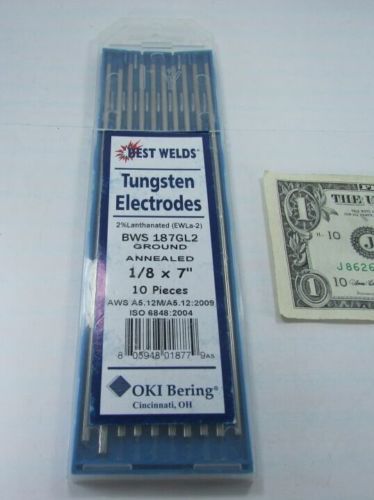 BEST WELDS®
Tungsten
Electrodes
2%Lanthanated (EWLa-2)
BWS 187GL2
GROUND
ANNEALED
1/8 x 7"
10 Pieces
AWS A5.12M/A5.12:2009
ISO 6848:2004
8 05948 01877 9
OKI Bering®
Cincinnati, OH
1
THE U
10
J 8626
10
1